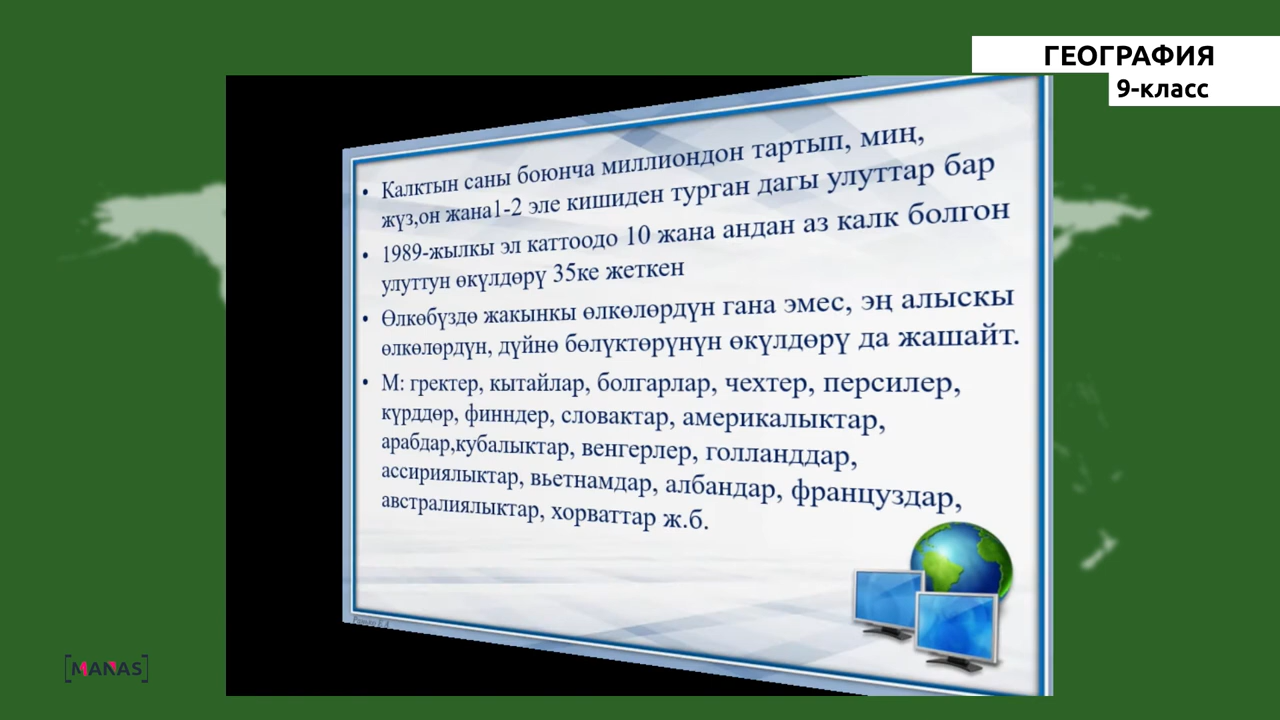 ГЕОГРАФИЯ
9-класс
• Калктын саны боюнча миллиондон тартып, миң,
жүз,он жана1-2 эле кишиден турган дагы улуттар бар
• 1989-жылкы эл каттоодо 10 жана андан аз калк болгон
улуттун өкүлдөрү 35ке жеткен
• Өлкөбүздө жакынкы өлкөлөрдүн гана эмес, эң алыскы
өлкөлөрдүн, дүйнө бөлүктөрүнүн өкүлдөрү да жашайт.
• М: гректер, кытайлар, болгарлар, чехтер, персилер,
күрддөр, финндер, словактар, америкалыктар,
арабдар,кубалыктар, венгерлер, голланддар,
ассириялыктар, вьетнамдар, албандар, француздар,
австралиялыктар, хорваттар ж.б.
[MANAS]